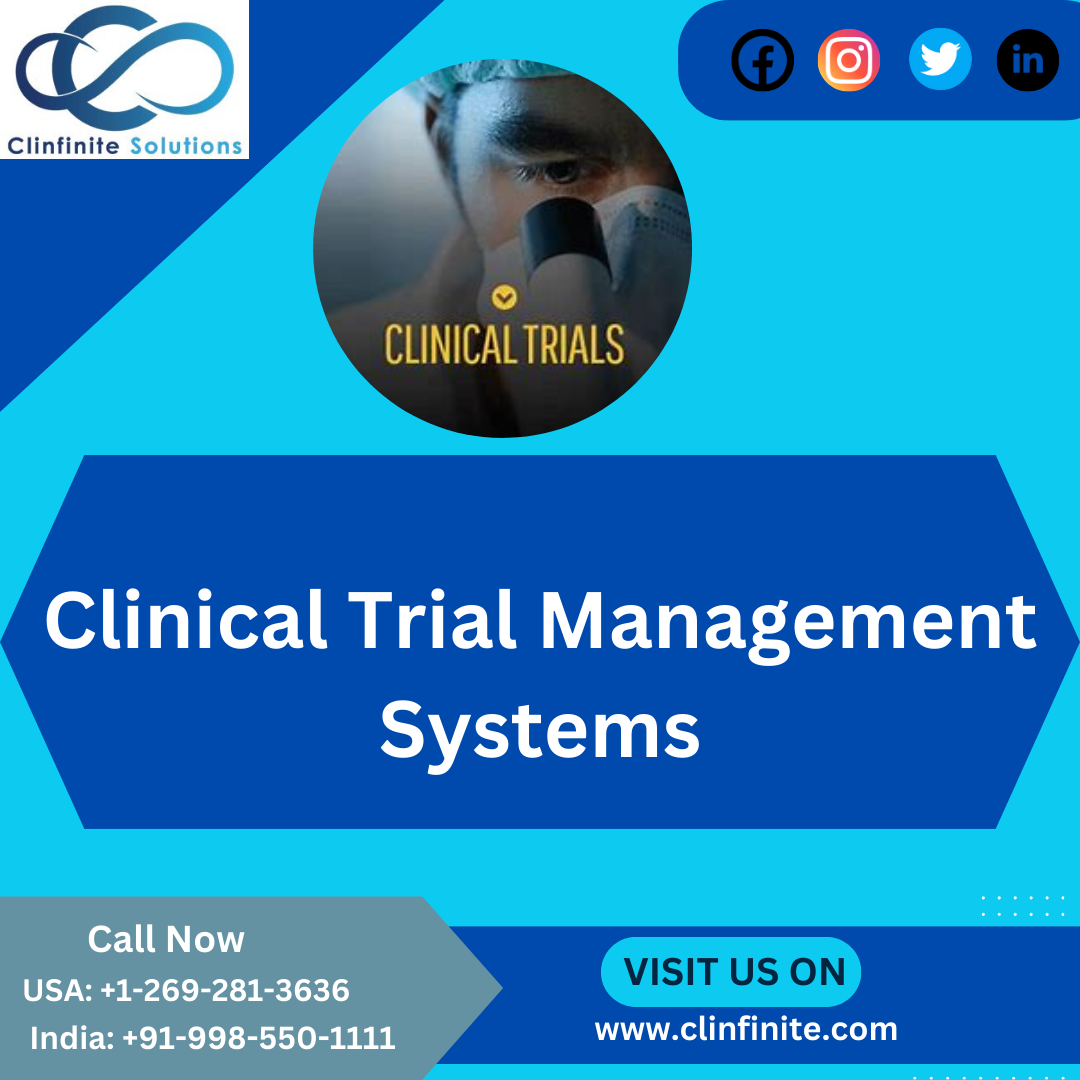 Clinfinite Solutions
CLINICAL TRIALS
Clinical Trial Management
Systems
Call Now
USA: +1-269-281-3636
India: +91-998-550-1111
VISIT US ON
www.clinfinite.com